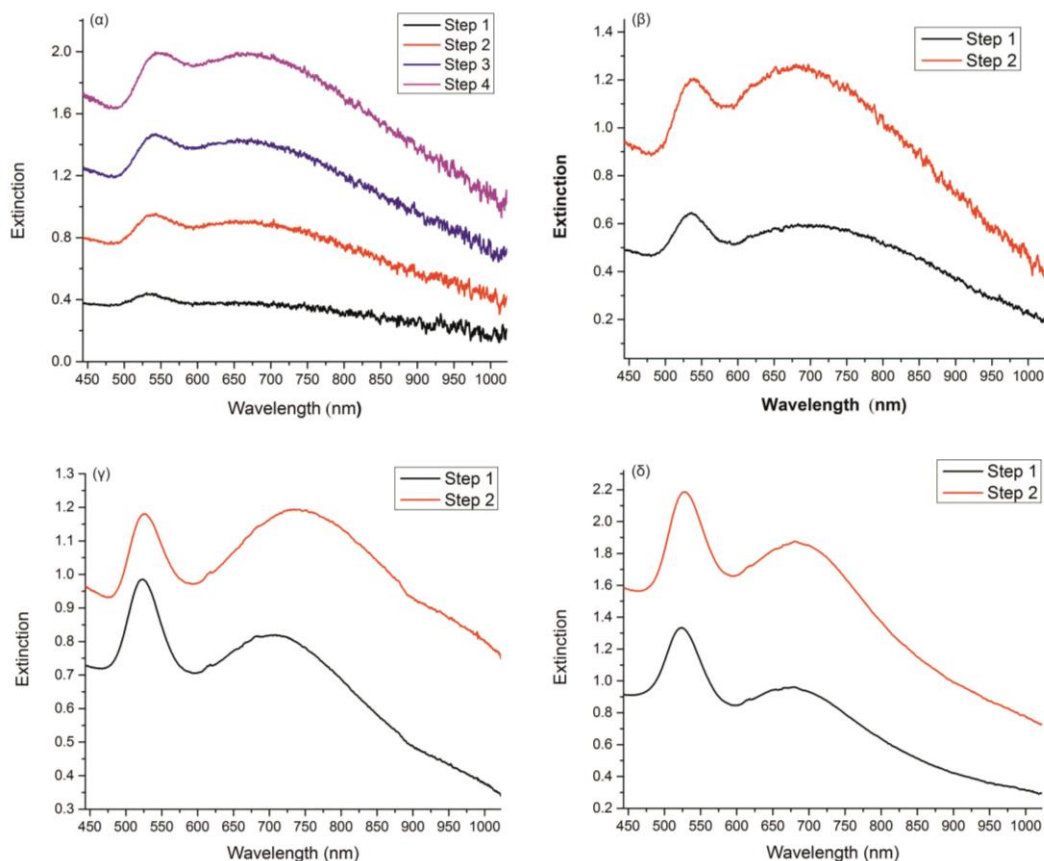 (α)
Step 1
Step 2
Step 3
Step 4
2.0
1.6
1.2
0.8
0.4
0.0
Extinction
450 500 550 600 650 700 750 800 850 900 950 1000
Wavelength (nm)
(β)
Step 1
Step 2
1.4
1.2
1.0
0.8
0.6
0.4
0.2
Extinction
450 500 550 600 650 700 750 800 850 900 950 1000
Wavelength (nm)
(γ)
Step 1
Step 2
1.3
1.2
1.1
1.0
0.9
0.8
0.7
0.6
0.5
0.4
0.3
Extinction
450 500 550 600 650 700 750 800 850 900 950 1000
Wavelength (nm)
(δ)
Step 1
Step 2
2.2
2.0
1.8
1.6
1.4
1.2
1.0
0.8
0.6
0.4
0.2
Extinction
450 500 550 600 650 700 750 800 850 900 950 1000
Wavelength (nm)